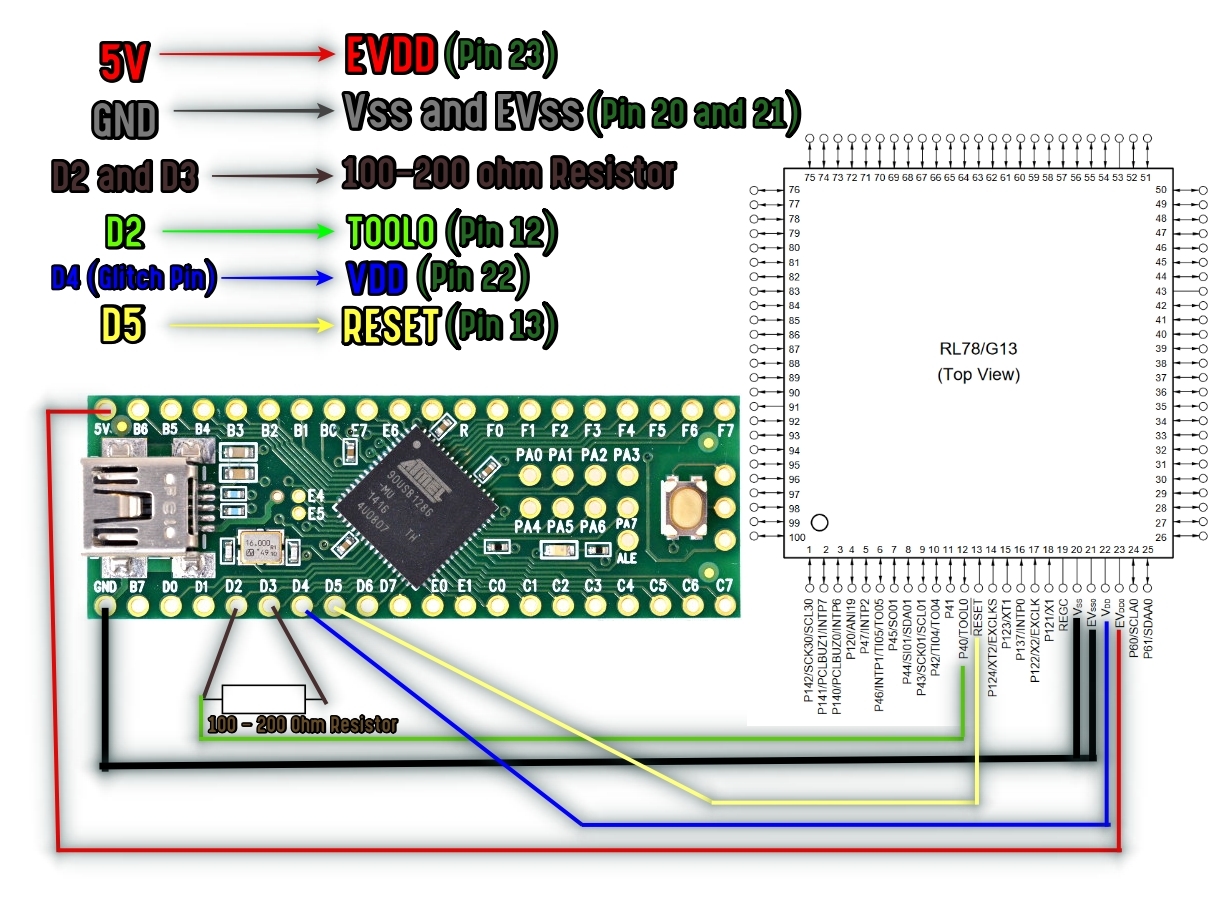 5V EVDD (Pin 23)
GND Vss and EVss (Pin 20 and 21)
D2 and D3 100-200 ohm Resistor
D2 TOOL0 (Pin 12)
D4 (Glitch Pin) VDD (Pin 22)
D5 RESET (Pin 13)
75 74 73 72 71 70 69 68 67 66 65 64 63 62 61 60 59 58 57 56 55 54 53 52 51
76 50
77 49
78 48
79 47
80 46
81 45
82 44
83 43
84 42
85 41
86 40
87 39
88 38
89 37
90 36
91 35
92 34
93 33
94 32
95 31
96 30
97 29
98 28
99 27
100 26
RL78/G13
(Top View)
1 2 3 4 5 6 7 8 9 10 11 12 13 14 15 16 17 18 19 20 21 22 23 24 25
P142/SCK30/SCL30
P141/PCLBUZ1/INTP7
P140/PCLBUZ0/INTP6
P120/ANI19
P47/INTP2
P46/INTP1/TI05/TO05
P45/SO01
P44/SI01/SDA01
P43/SCK01/SCL01
P42/TI04/TO04
P41
P40/TOOL0
RESET
P124/XT2/EXCLKS
P123/XT1
P137/INTP0
P122/X2/EXCLK
P121/X1
REGC
VSS
EVSS0
VDD
EVDD0
P60/SCLA0
P61/SDAA0
5V B6 B5 B4 B3 B2 B1 B0 E7 E6 R F0 F1 F2 F3 F4 F5 F6 F7
PA0 PA1 PA2 PA3
E4
E5
ATMEL
90USB1286
-MU
1416 TW
4U0807
PA4 PA5 PA6 PA7
ALE
16.000
GND B7 D0 D1 D2 D3 D4 D5 D6 D7 E0 E1 C0 C1 C2 C3 C4 C5 C6 C7
100 - 200 Ohm Resistor